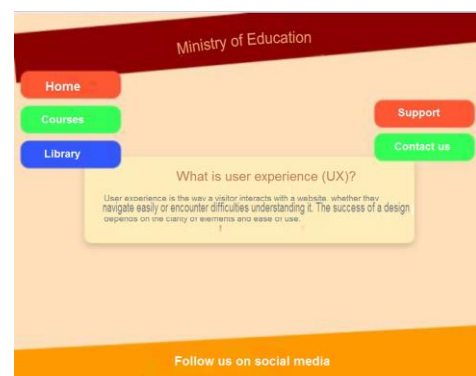 Ministry of Education
Home
Courses
Library
Support
Contact us
What is user experience (UX)?
User experience is the way a visitor interacts with a website, whether they
navigate easily or encounter difficulties understanding it. The success of a design
depends on the clarity of elements and ease of use.
!
Follow us on social media